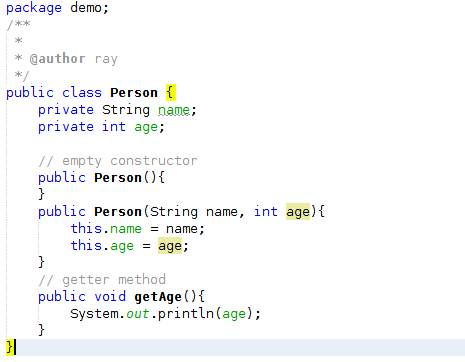 package demo;
/**
 *
 * @author ray
 */
public class Person {
    private String name;
    private int age;

    // empty constructor
    public Person(){
    }
    public Person(String name, int age){
        this.name = name;
        this.age = age;
    }
    // getter method
    public void getAge(){
        System.out.println(age);
    }
}